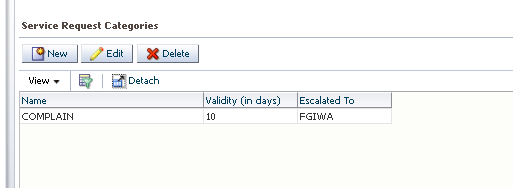 Service Request Categories
New Edit Delete
View Detach
Name Validity (in days) Escalated To
COMPLAIN 10 FGIWA